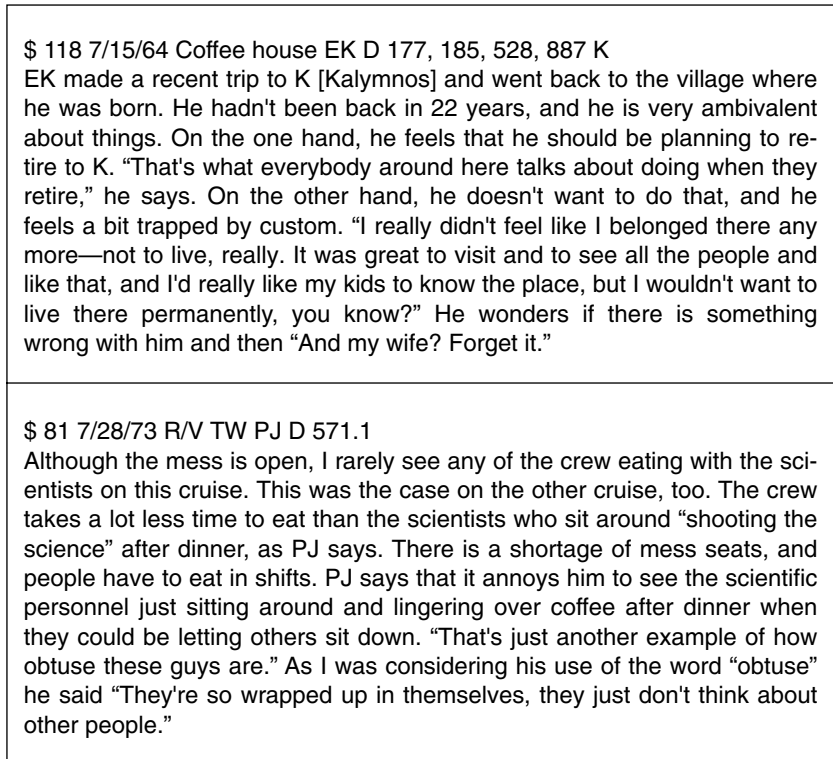 $ 118 7/15/64 Coffee house EK D 177, 185, 528, 887 K
EK made a recent trip to K [Kalymnos] and went back to the village where
he was born. He hadn't been back in 22 years, and he is very ambivalent
about things. On the one hand, he feels that he should be planning to re-
tire to K. “That's what everybody around here talks about doing when they
retire,” he says. On the other hand, he doesn't want to do that, and he
feels a bit trapped by custom. “I really didn't feel like I belonged there any
more—not to live, really. It was great to visit and to see all the people and
like that, and I'd really like my kids to know the place, but I wouldn't want to
live there permanently, you know?” He wonders if there is something
wrong with him and then “And my wife? Forget it.”
$ 81 7/28/73 R/V TW PJ D 571.1
Although the mess is open, I rarely see any of the crew eating with the sci-
entists on this cruise. This was the case on the other cruise, too. The crew
takes a lot less time to eat than the scientists who sit around “shooting the
science” after dinner, as PJ says. There is a shortage of mess seats, and
people have to eat in shifts. PJ says that it annoys him to see the scientific
personnel just sitting around and lingering over coffee after dinner when
they could be letting others sit down. “That's just another example of how
obtuse these guys are.” As I was considering his use of the word “obtuse”
he said “They're so wrapped up in themselves, they just don't think about
other people.”